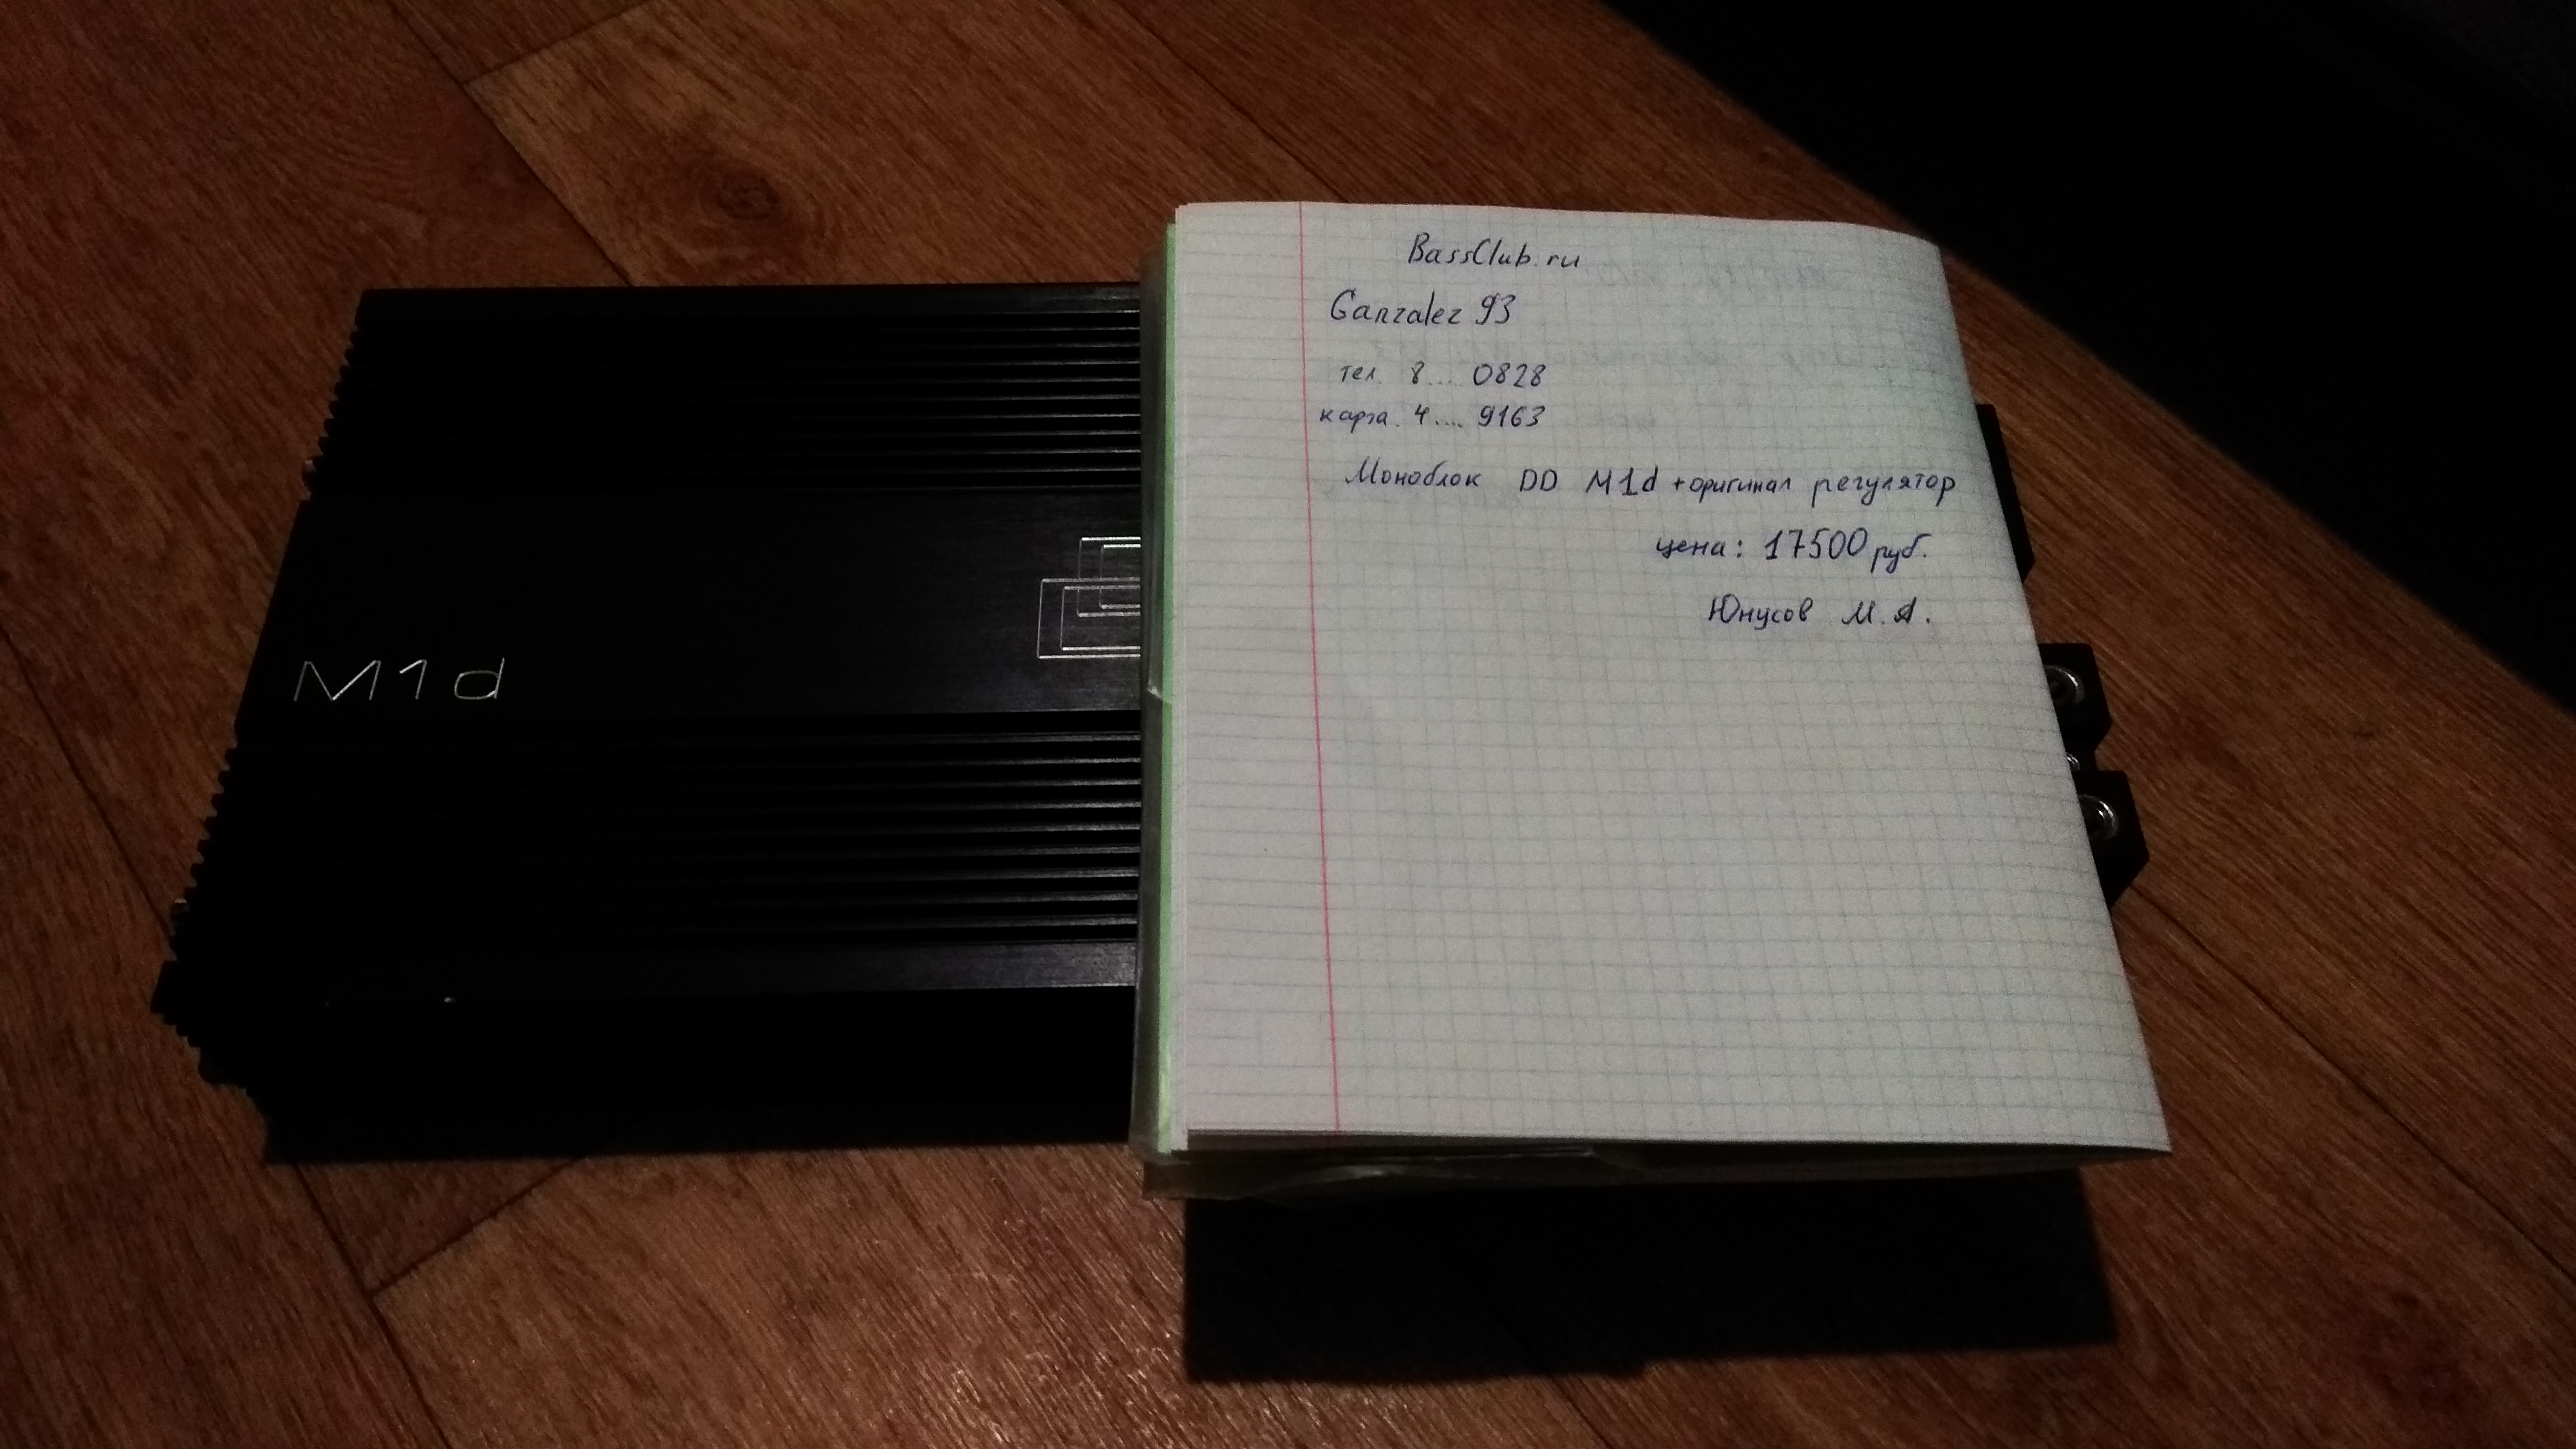 M1d
BassClub.ru
Ganzalez 93
тел. 8.... 0828
карта. 4.... 9163
Моноблок DD M1d + оригинал регулятор
цена: 17500 руб.
Юнусов М.А.